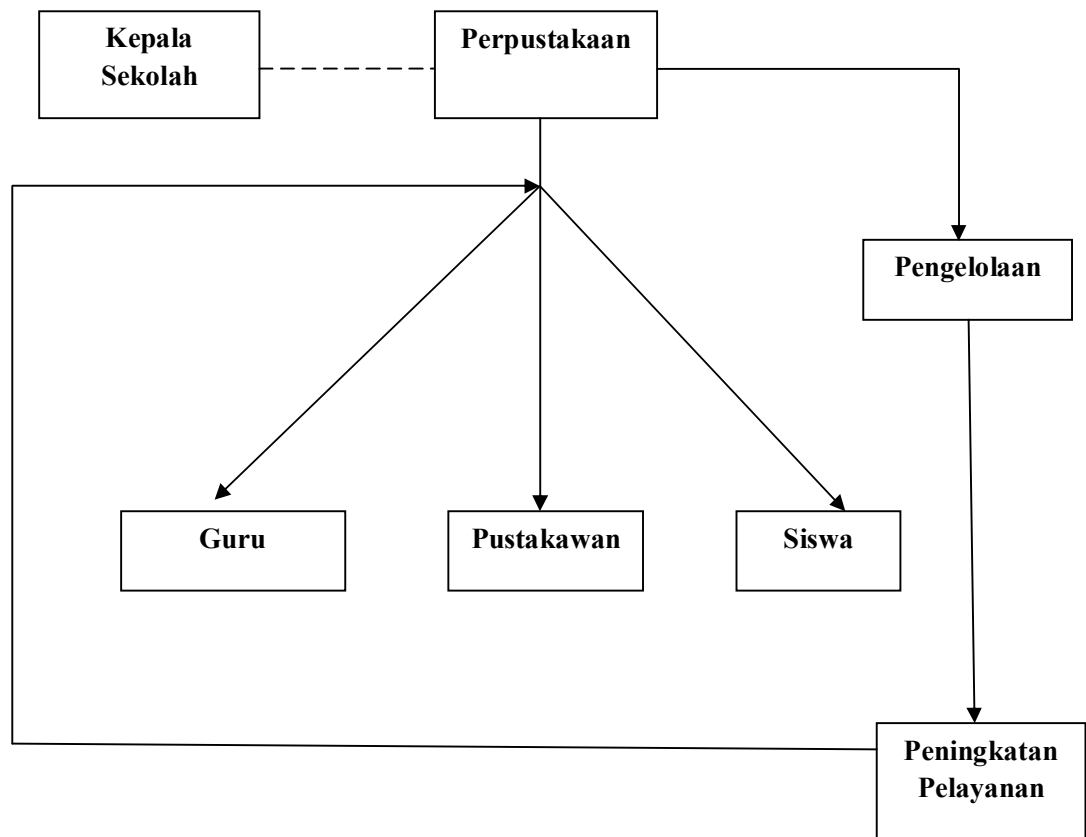 Kepala
Sekolah
Perpustakaan
Pengelolaan
Guru
Pustakawan
Siswa
Peningkatan
Pelayanan